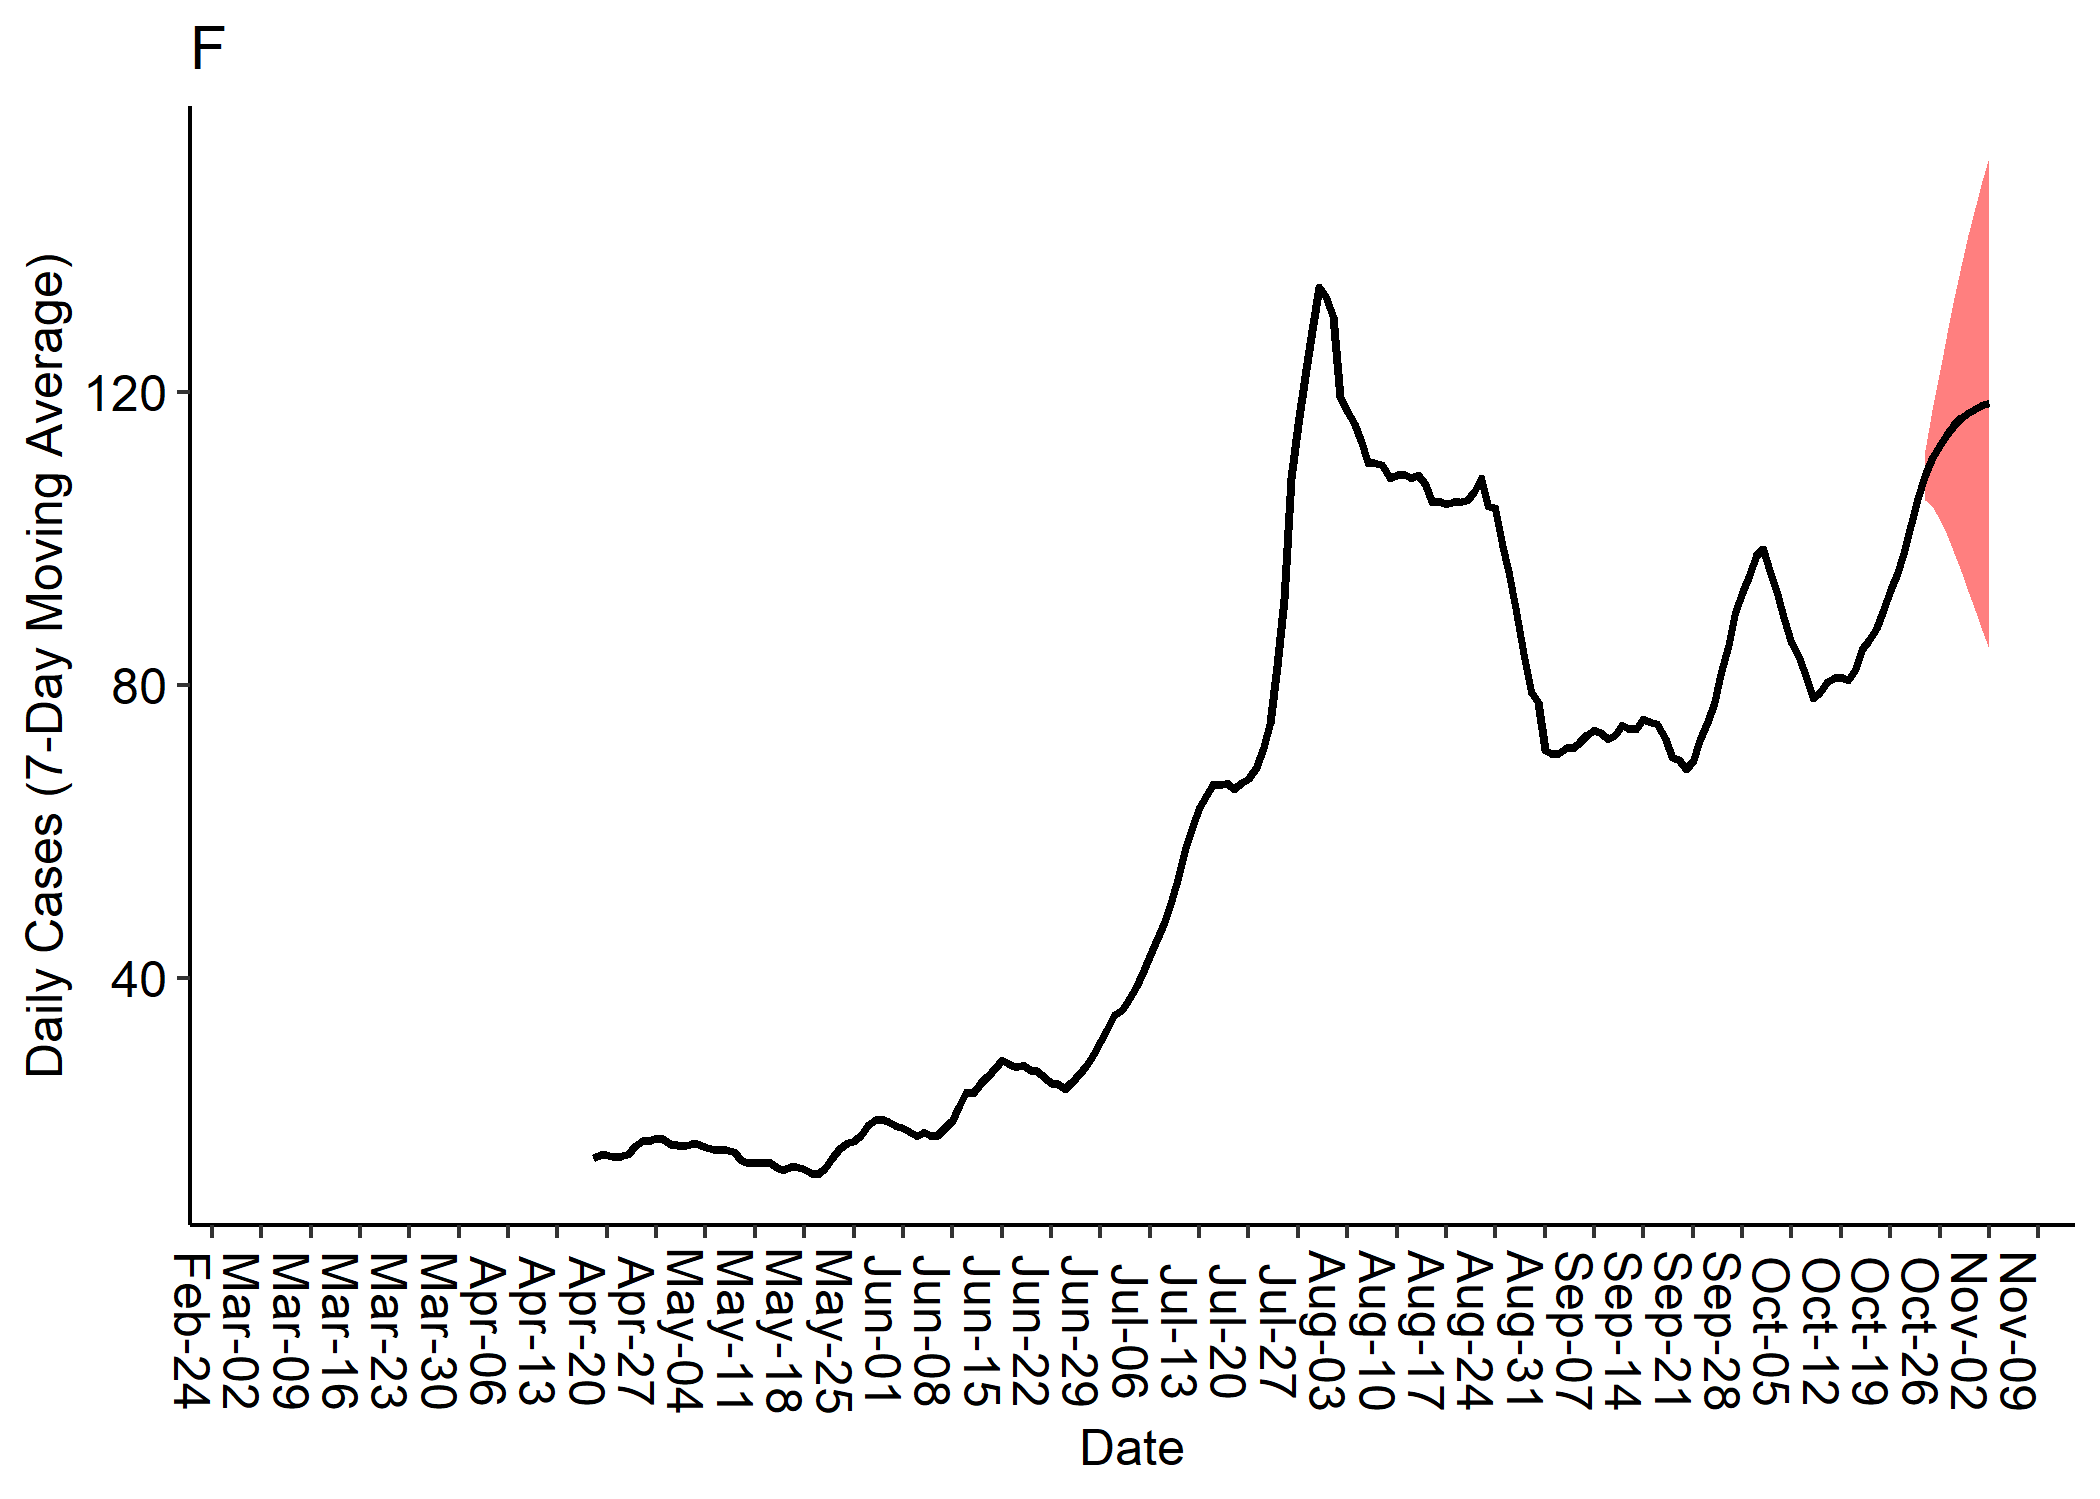 F
Daily Cases (7-Day Moving Average)
120
80
40
Feb-24
Mar-02
Mar-09
Mar-16
Mar-23
Mar-30
Apr-06
Apr-13
Apr-20
Apr-27
May-04
May-11
May-18
May-25
Jun-01
Jun-08
Jun-15
Jun-22
Jun-29
Jul-06
Jul-13
Jul-20
Jul-27
Aug-03
Aug-10
Aug-17
Aug-24
Aug-31
Sep-07
Sep-14
Sep-21
Sep-28
Oct-05
Oct-12
Oct-19
Oct-26
Nov-02
Nov-09
Date